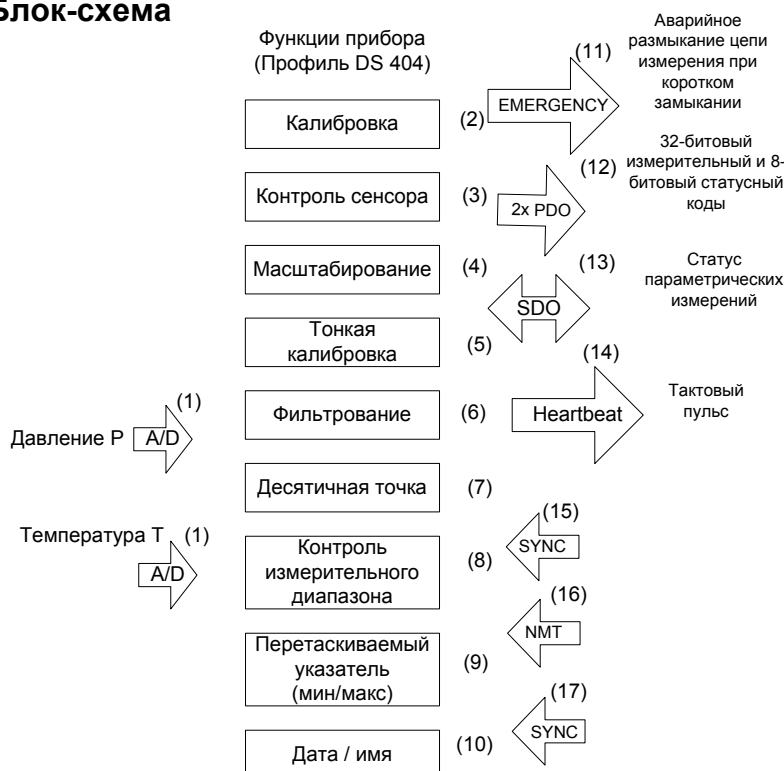 Блок-схема
Функции прибора
(Профиль DS 404)
Калибровка
(2)
Контроль сенсора
(3)
Масштабирование
(4)
Тонкая
калибровка
(5)
Фильтрование
(6)
Десятичная точка
(7)
Контроль
измерительного
диапазона
(8)
Перетаскиваемый
указатель
(мин/макс)
(9)
Дата / имя
(10)
Давление P
A/D
(1)
Температура T
(1)
A/D
(11)
EMERGENCY
Аварийное
размыкание цепи
измерения при
коротком
замыкании
(12)
2x PDO
32-битовый
измерительный и 8-
битовый статусный
коды
(13)
SDO
Статус
параметрических
измерений
(14)
Heartbeat
Тактовый
пульс
(15)
SYNC
(16)
NMT
(17)
SYNC